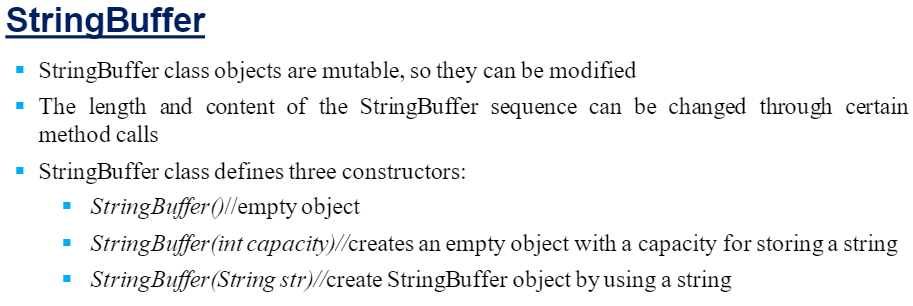 StringBuffer
▪ StringBuffer class objects are mutable, so they can be modified
▪ The length and content of the StringBuffer sequence can be changed through certain
method calls
▪ StringBuffer class defines three constructors:
▪ StringBuffer()//empty object
▪ StringBuffer(int capacity)//creates an empty object with a capacity for storing a string
▪ StringBuffer(String str)//create StringBuffer object by using a string